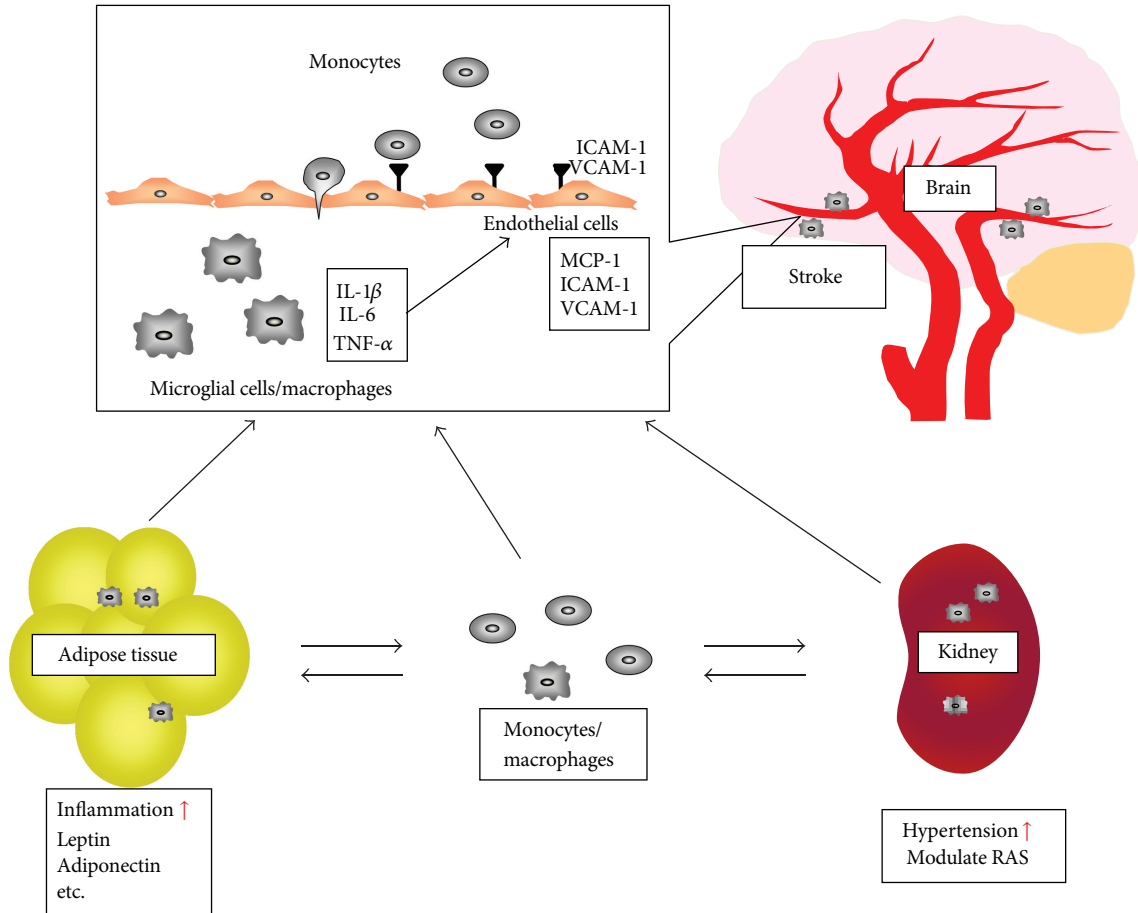 Monocytes
ICAM-1
VCAM-1
Endothelial cells
MCP-1
ICAM-1
VCAM-1
IL-1β
IL-6
TNF-α
Microglial cells/macrophages
Brain
Stroke
Adipose tissue
Monocytes/
macrophages
Kidney
Inflammation ↑
Leptin
Adiponectin
etc.
Hypertension ↑
Modulate RAS